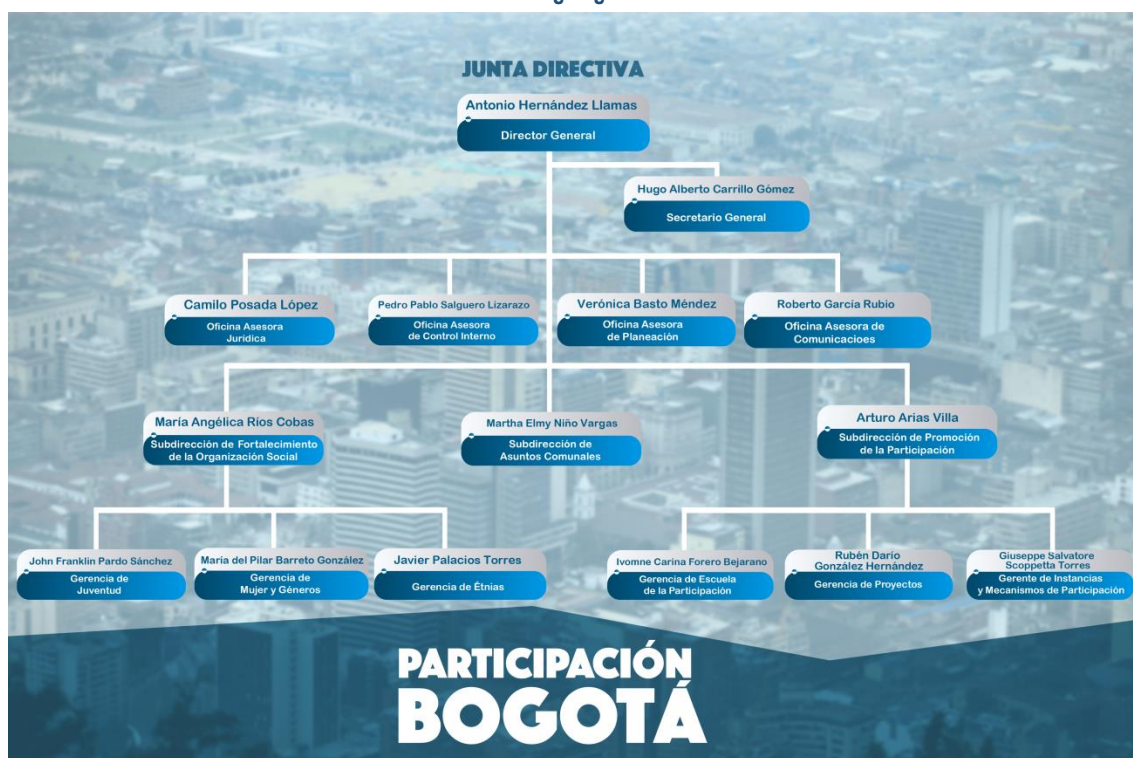 JUNTA DIRECTIVA
Antonio Hernández Llamas
Director General
Hugo Alberto Carrillo Gómez
Secretario General
Camilo Posada López
Oficina Asesora
Jurídica
Pedro Pablo Salguero Lizarazo
Oficina Asesora
de Control Interno
Verónica Basto Méndez
Oficina Asesora
de Planeación
Roberto García Rubio
Oficina Asesora de
Comunicacioes
María Angélica Ríos Cobas
Subdirección de Fortalecimiento
de la Organización Social
Martha Elmy Niño Vargas
Subdirección de
Asuntos Comunales
Arturo Arias Villa
Subdirección de Promoción
de la Participación
John Franklin Pardo Sánchez
Gerencia de
Juventud
María del Pilar Barreto González
Gerencia de
Mujer y Géneros
Javier Palacios Torres
Gerencia de Étnias
Ivomne Carina Forero Bejarano
Gerencia de Escuela
de la Participación
Rubén Darío
González Hernández
Gerencia de Proyectos
Giuseppe Salvatore
Scoppetta Torres
Gerente de Instancias
y Mecanismos de Participación
PARTICIPACIÓN
BOGOTÁ